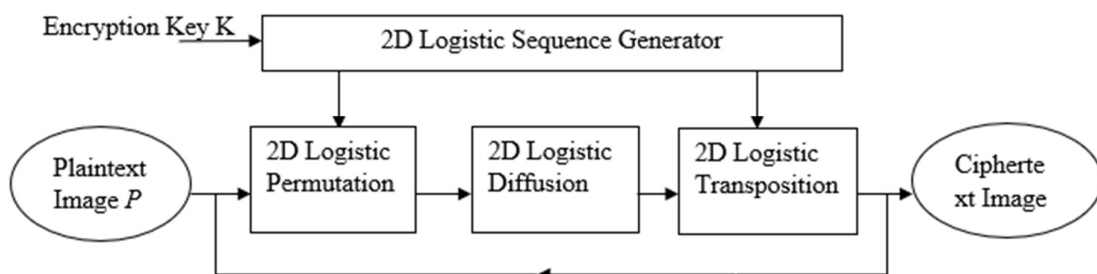 Encryption Key K
2D Logistic Sequence Generator
Plaintext
Image P
2D Logistic
Permutation
2D Logistic
Diffusion
2D Logistic
Transposition
Cipherte
xt Image